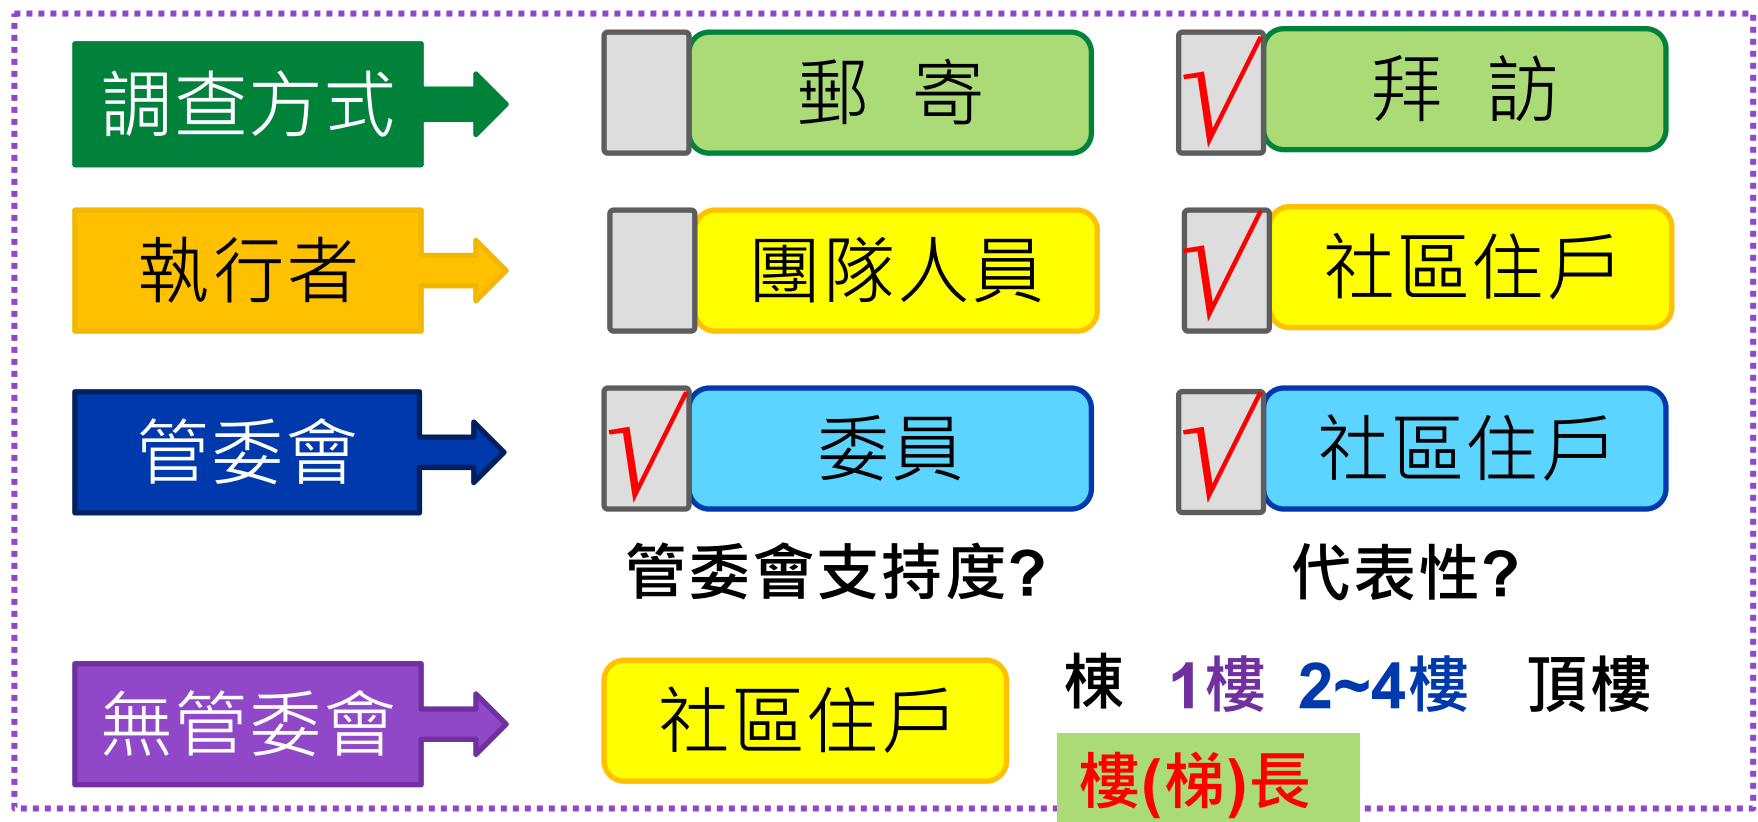 調查方式 郵 寄 √ 拜 訪
執行者 團隊人員 √ 社區住戶
管委會 √ 委員 √ 社區住戶
管委會支持度? 代表性?
無管委會 社區住戶 棟 1樓 2~4樓 頂樓
樓(梯)長